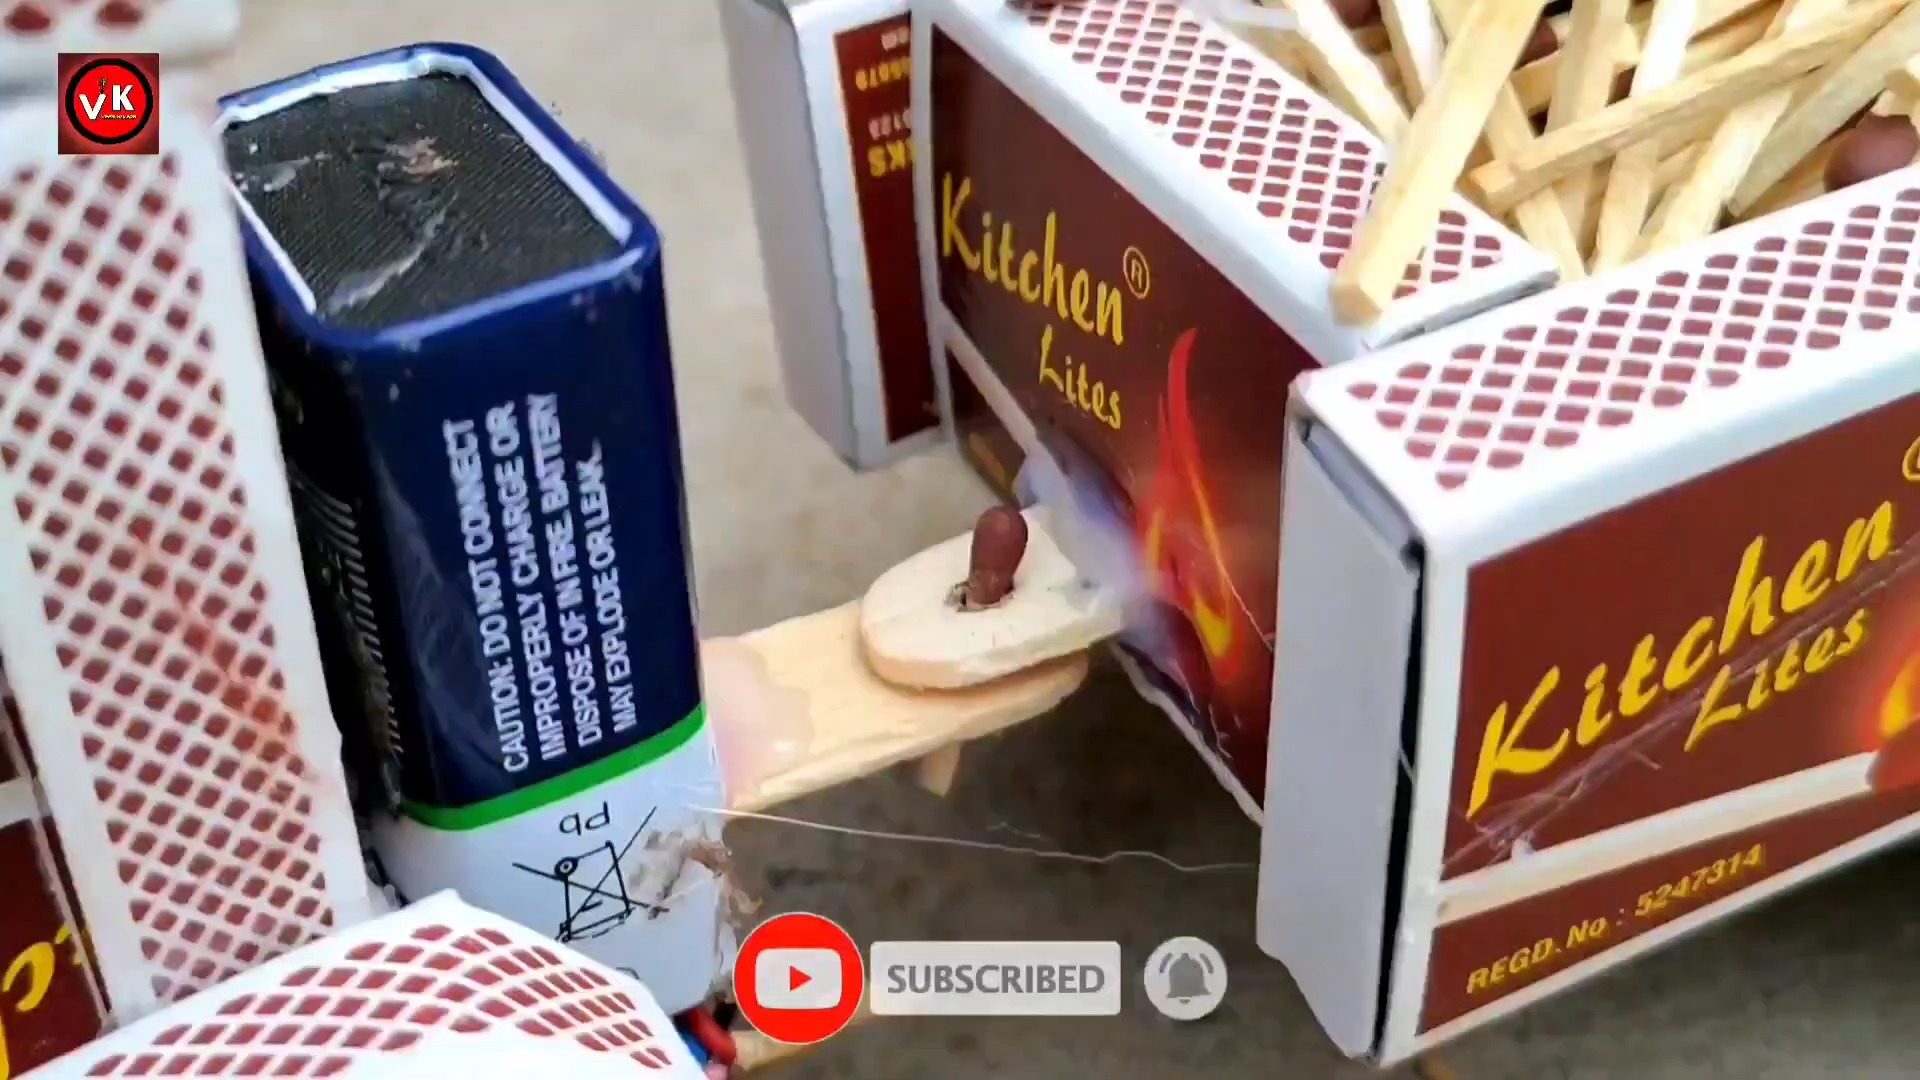 VK
Kitchen®
Lites
CAUTION: DO NOT CONNECT
IMPROPERLY CHARGE OR
DISPOSE OF IN FIRE. BATTERY
MAY EXPLODE OR LEAK.
Pb
Kitchen
Lites
REGD. No : 5247314
SUBSCRIBED